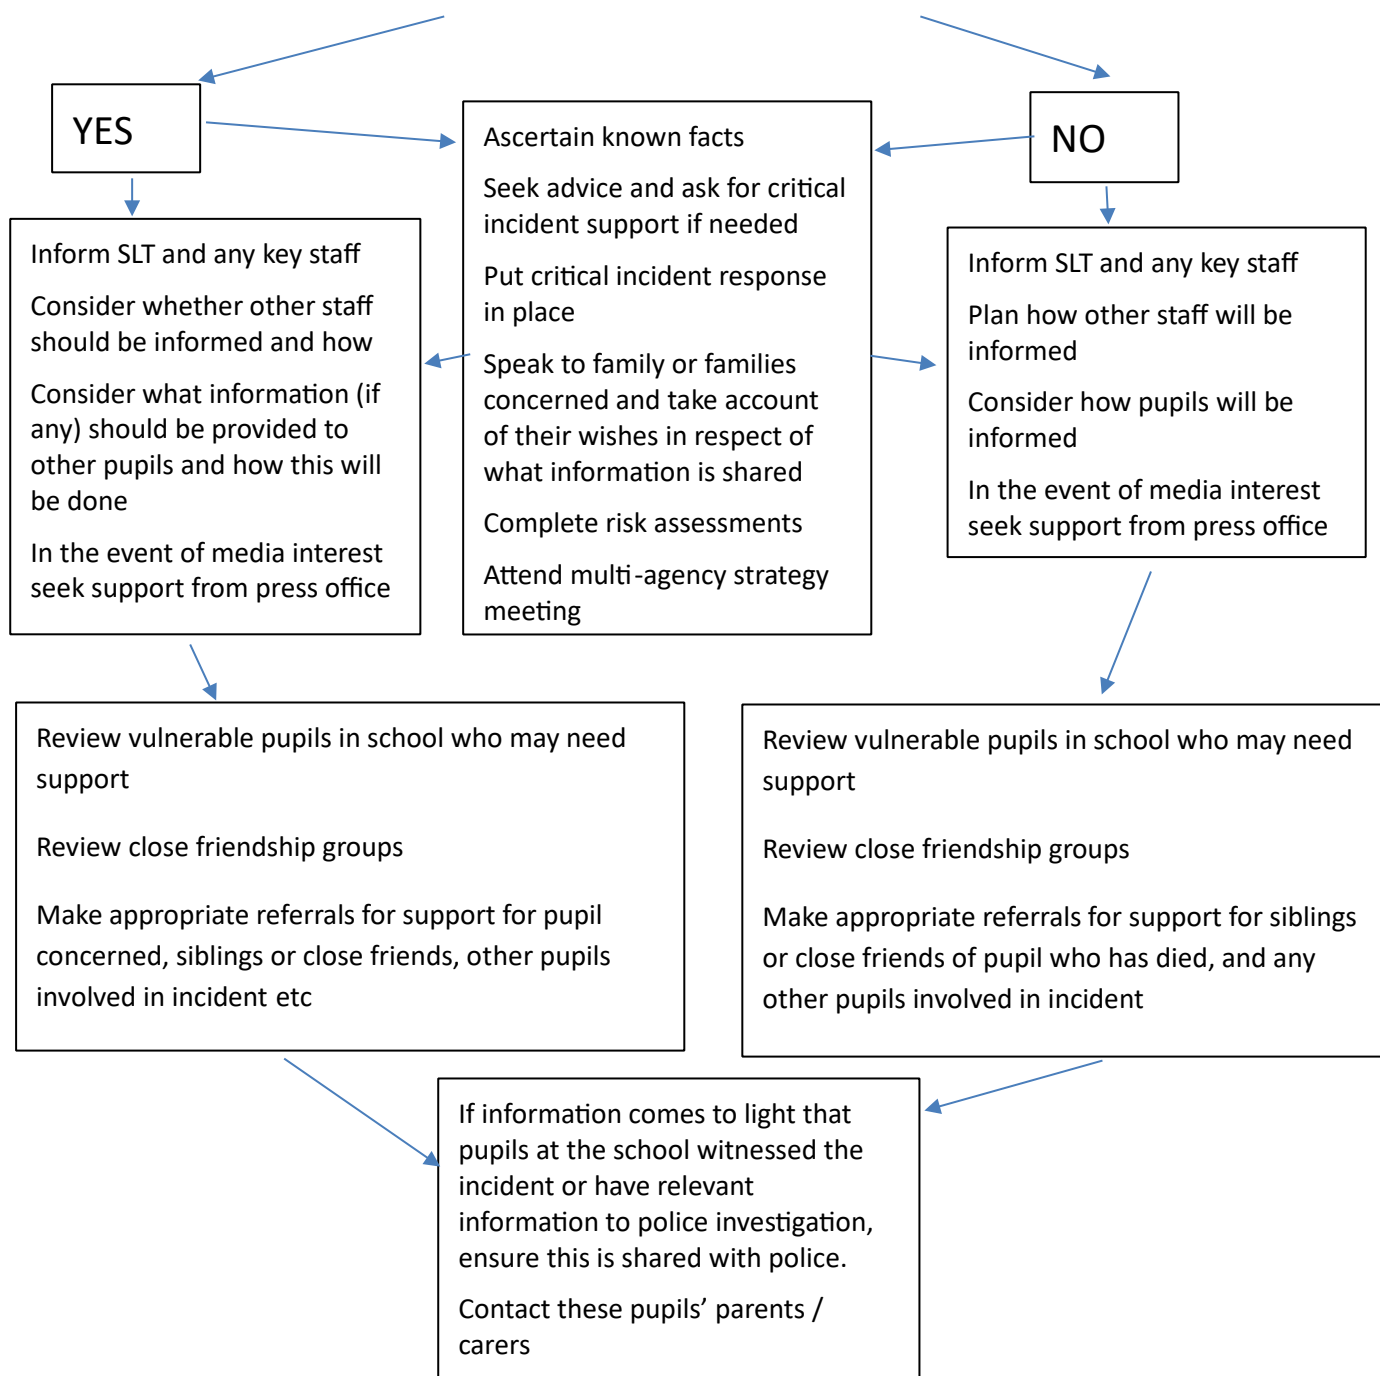 YES
NO
Ascertain known facts
Seek advice and ask for critical
incident support if needed
Put critical incident response
in place
Speak to family or families
concerned and take account
of their wishes in respect of
what information is shared
Complete risk assessments
Attend multi-agency strategy
meeting
Inform SLT and any key staff
Consider whether other staff
should be informed and how
Consider what information (if
any) should be provided to
other pupils and how this will
be done
In the event of media interest
seek support from press office
Inform SLT and any key staff
Plan how other staff will be
informed
Consider how pupils will be
informed
In the event of media interest
seek support from press office
Review vulnerable pupils in school who may need
support
Review close friendship groups
Make appropriate referrals for support for pupil
concerned, siblings or close friends, other pupils
involved in incident etc
Review vulnerable pupils in school who may need
support
Review close friendship groups
Make appropriate referrals for support for siblings
or close friends of pupil who has died, and any
other pupils involved in incident
If information comes to light that
pupils at the school witnessed the
incident or have relevant
information to police investigation,
ensure this is shared with police.
Contact these pupils’ parents /
carers